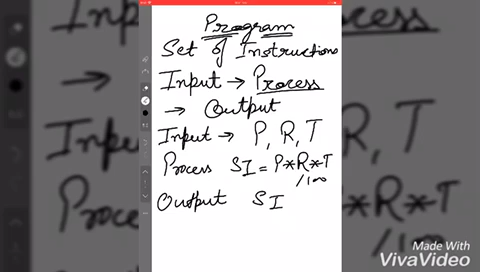 Program
Set of Instructions
Input → Process
→ Output
Input → P, R, T
Process SI = P*R*T
/100
Output SI
Made With
VivaVideo